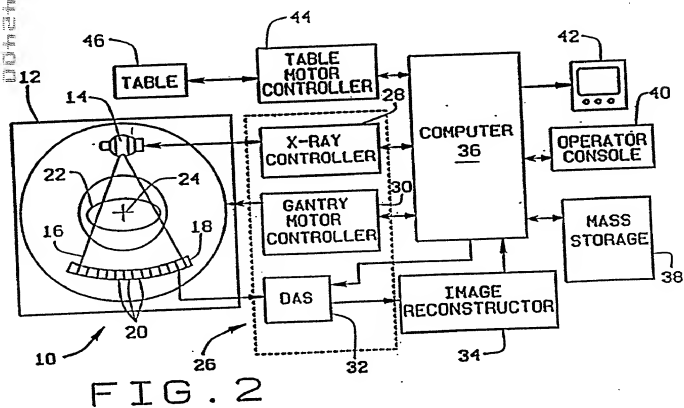 44
46
42
TABLE
TABLE
MOTOR
CONTROLLER
12
14
28
40
X-RAY
CONTROLLER
COMPUTER
36
OPERATOR
CONSOLE
22
24
30
GANTRY
MOTOR
CONTROLLER
MASS
STORAGE
38
16
18
DAS
IMAGE
RECONSTRUCTOR
20
10
26
32
34
FIG. 2